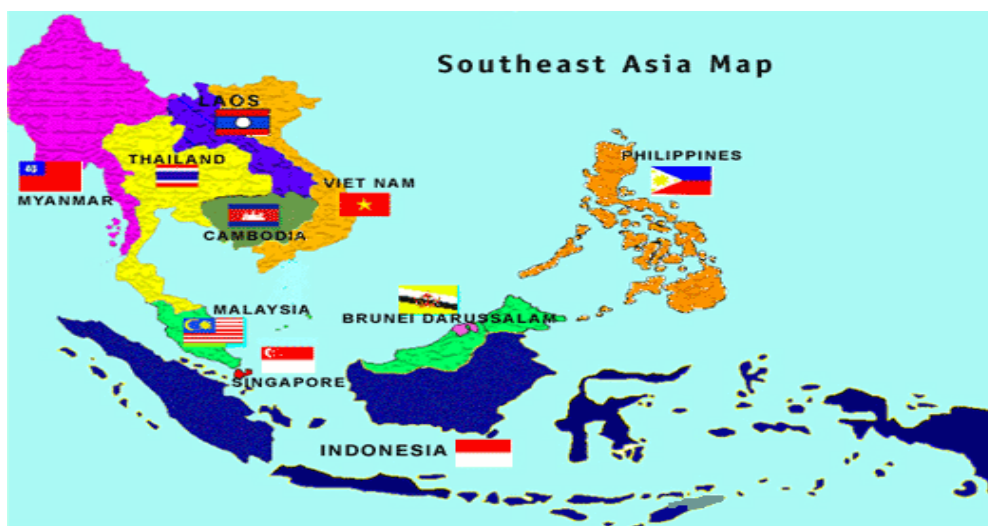 Southeast Asia Map
LAOS
THAILAND
PHILIPPINES
VIET NAM
MYANMAR
CAMBODIA
MALAYSIA
BRUNEI DARUSSALAM
SINGAPORE
INDONESIA